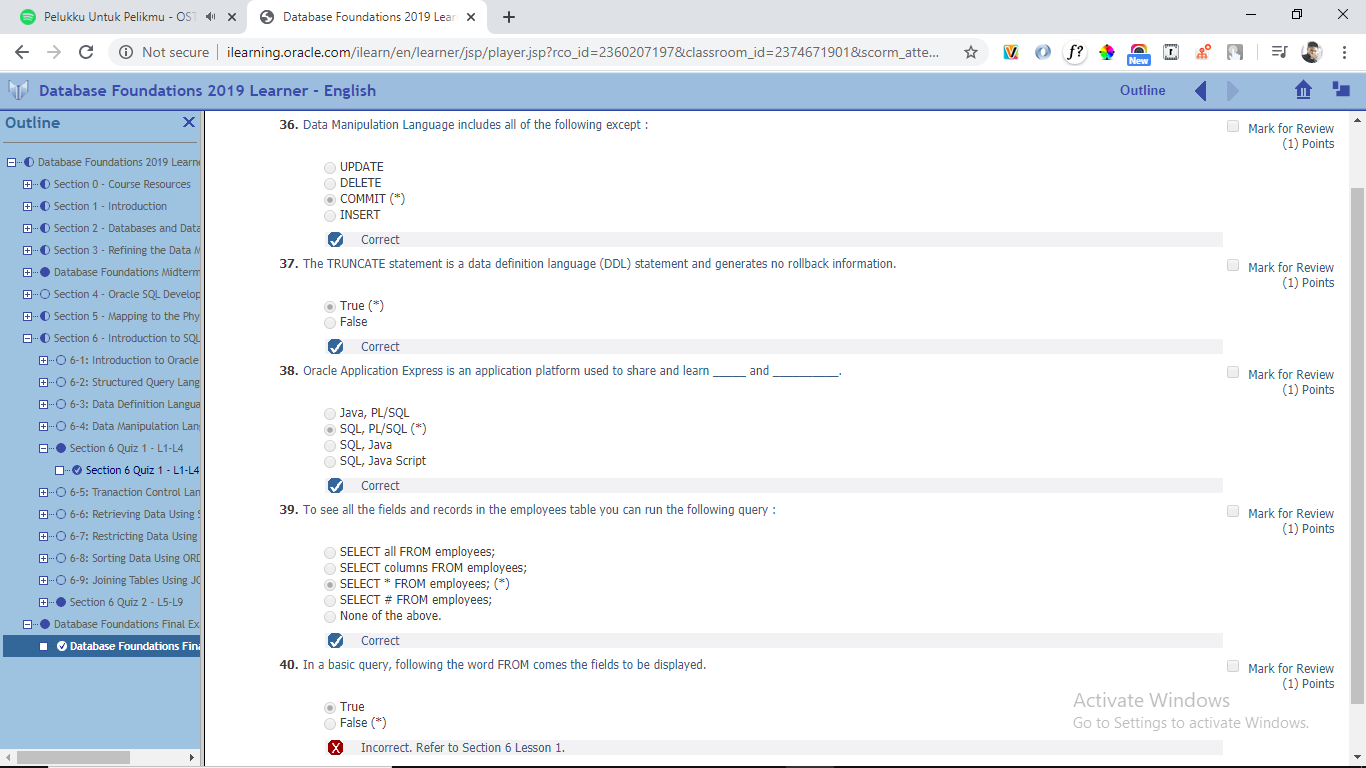 Pelukku Untuk Pelikmu - OST
Database Foundations 2019 Lear
Not secure
ilearning.oracle.com/ilearn/en/learner/jsp/player.jsp?rco_id=2360207197&classroom_id=2374671901&scorm_atte...
f?
New
Database Foundations 2019 Learner - English
Outline
Outline
Database Foundations 2019 Learne
Section 0 - Course Resources
Section 1 - Introduction
Section 2 - Databases and Data
Section 3 - Refining the Data M
Database Foundations Midterm
Section 4 - Oracle SQL Develop
Section 5 - Mapping to the Phy
Section 6 - Introduction to SQL
6-1: Introduction to Oracle
6-2: Structured Query Lang
6-3: Data Definition Langua
6-4: Data Manipulation Lan
Section 6 Quiz 1 - L1-L4
Section 6 Quiz 1 - L1-L4
6-5: Tranaction Control Lan
6-6: Retrieving Data Using S
6-7: Restricting Data Using
6-8: Sorting Data Using ORD
6-9: Joining Tables Using JO
Section 6 Quiz 2 - L5-L9
Database Foundations Final Ex
Database Foundations Fina
36. Data Manipulation Language includes all of the following except :
Mark for Review
(1) Points
UPDATE
DELETE
COMMIT (*)
INSERT
Correct
37. The TRUNCATE statement is a data definition language (DDL) statement and generates no rollback information.
Mark for Review
(1) Points
True (*)
False
Correct
38. Oracle Application Express is an application platform used to share and learn _____ and __________.
Mark for Review
(1) Points
Java, PL/SQL
SQL, PL/SQL (*)
SQL, Java
SQL, Java Script
Correct
39. To see all the fields and records in the employees table you can run the following query :
Mark for Review
(1) Points
SELECT all FROM employees;
SELECT columns FROM employees;
SELECT * FROM employees; (*)
SELECT # FROM employees;
None of the above.
Correct
40. In a basic query, following the word FROM comes the fields to be displayed.
Mark for Review
(1) Points
True
False (*)
Incorrect. Refer to Section 6 Lesson 1.
Activate Windows
Go to Settings to activate Windows.